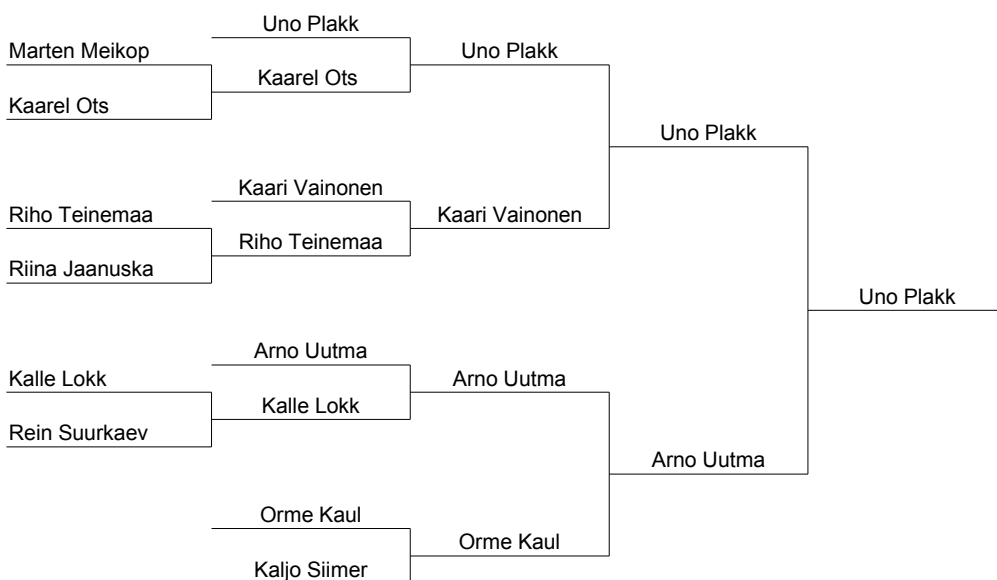 Uno Plakk
Marten Meikop
Uno Plakk
Kaarel Ots
Kaarel Ots
Uno Plakk
Kaari Vainonen
Riho Teinemaa
Kaari Vainonen
Riho Teinemaa
Riina Jaanuska
Uno Plakk
Arno Uutma
Kalle Lokk
Arno Uutma
Kalle Lokk
Rein Suurkaev
Arno Uutma
Orme Kaul
Orme Kaul
Kaljo Siimer